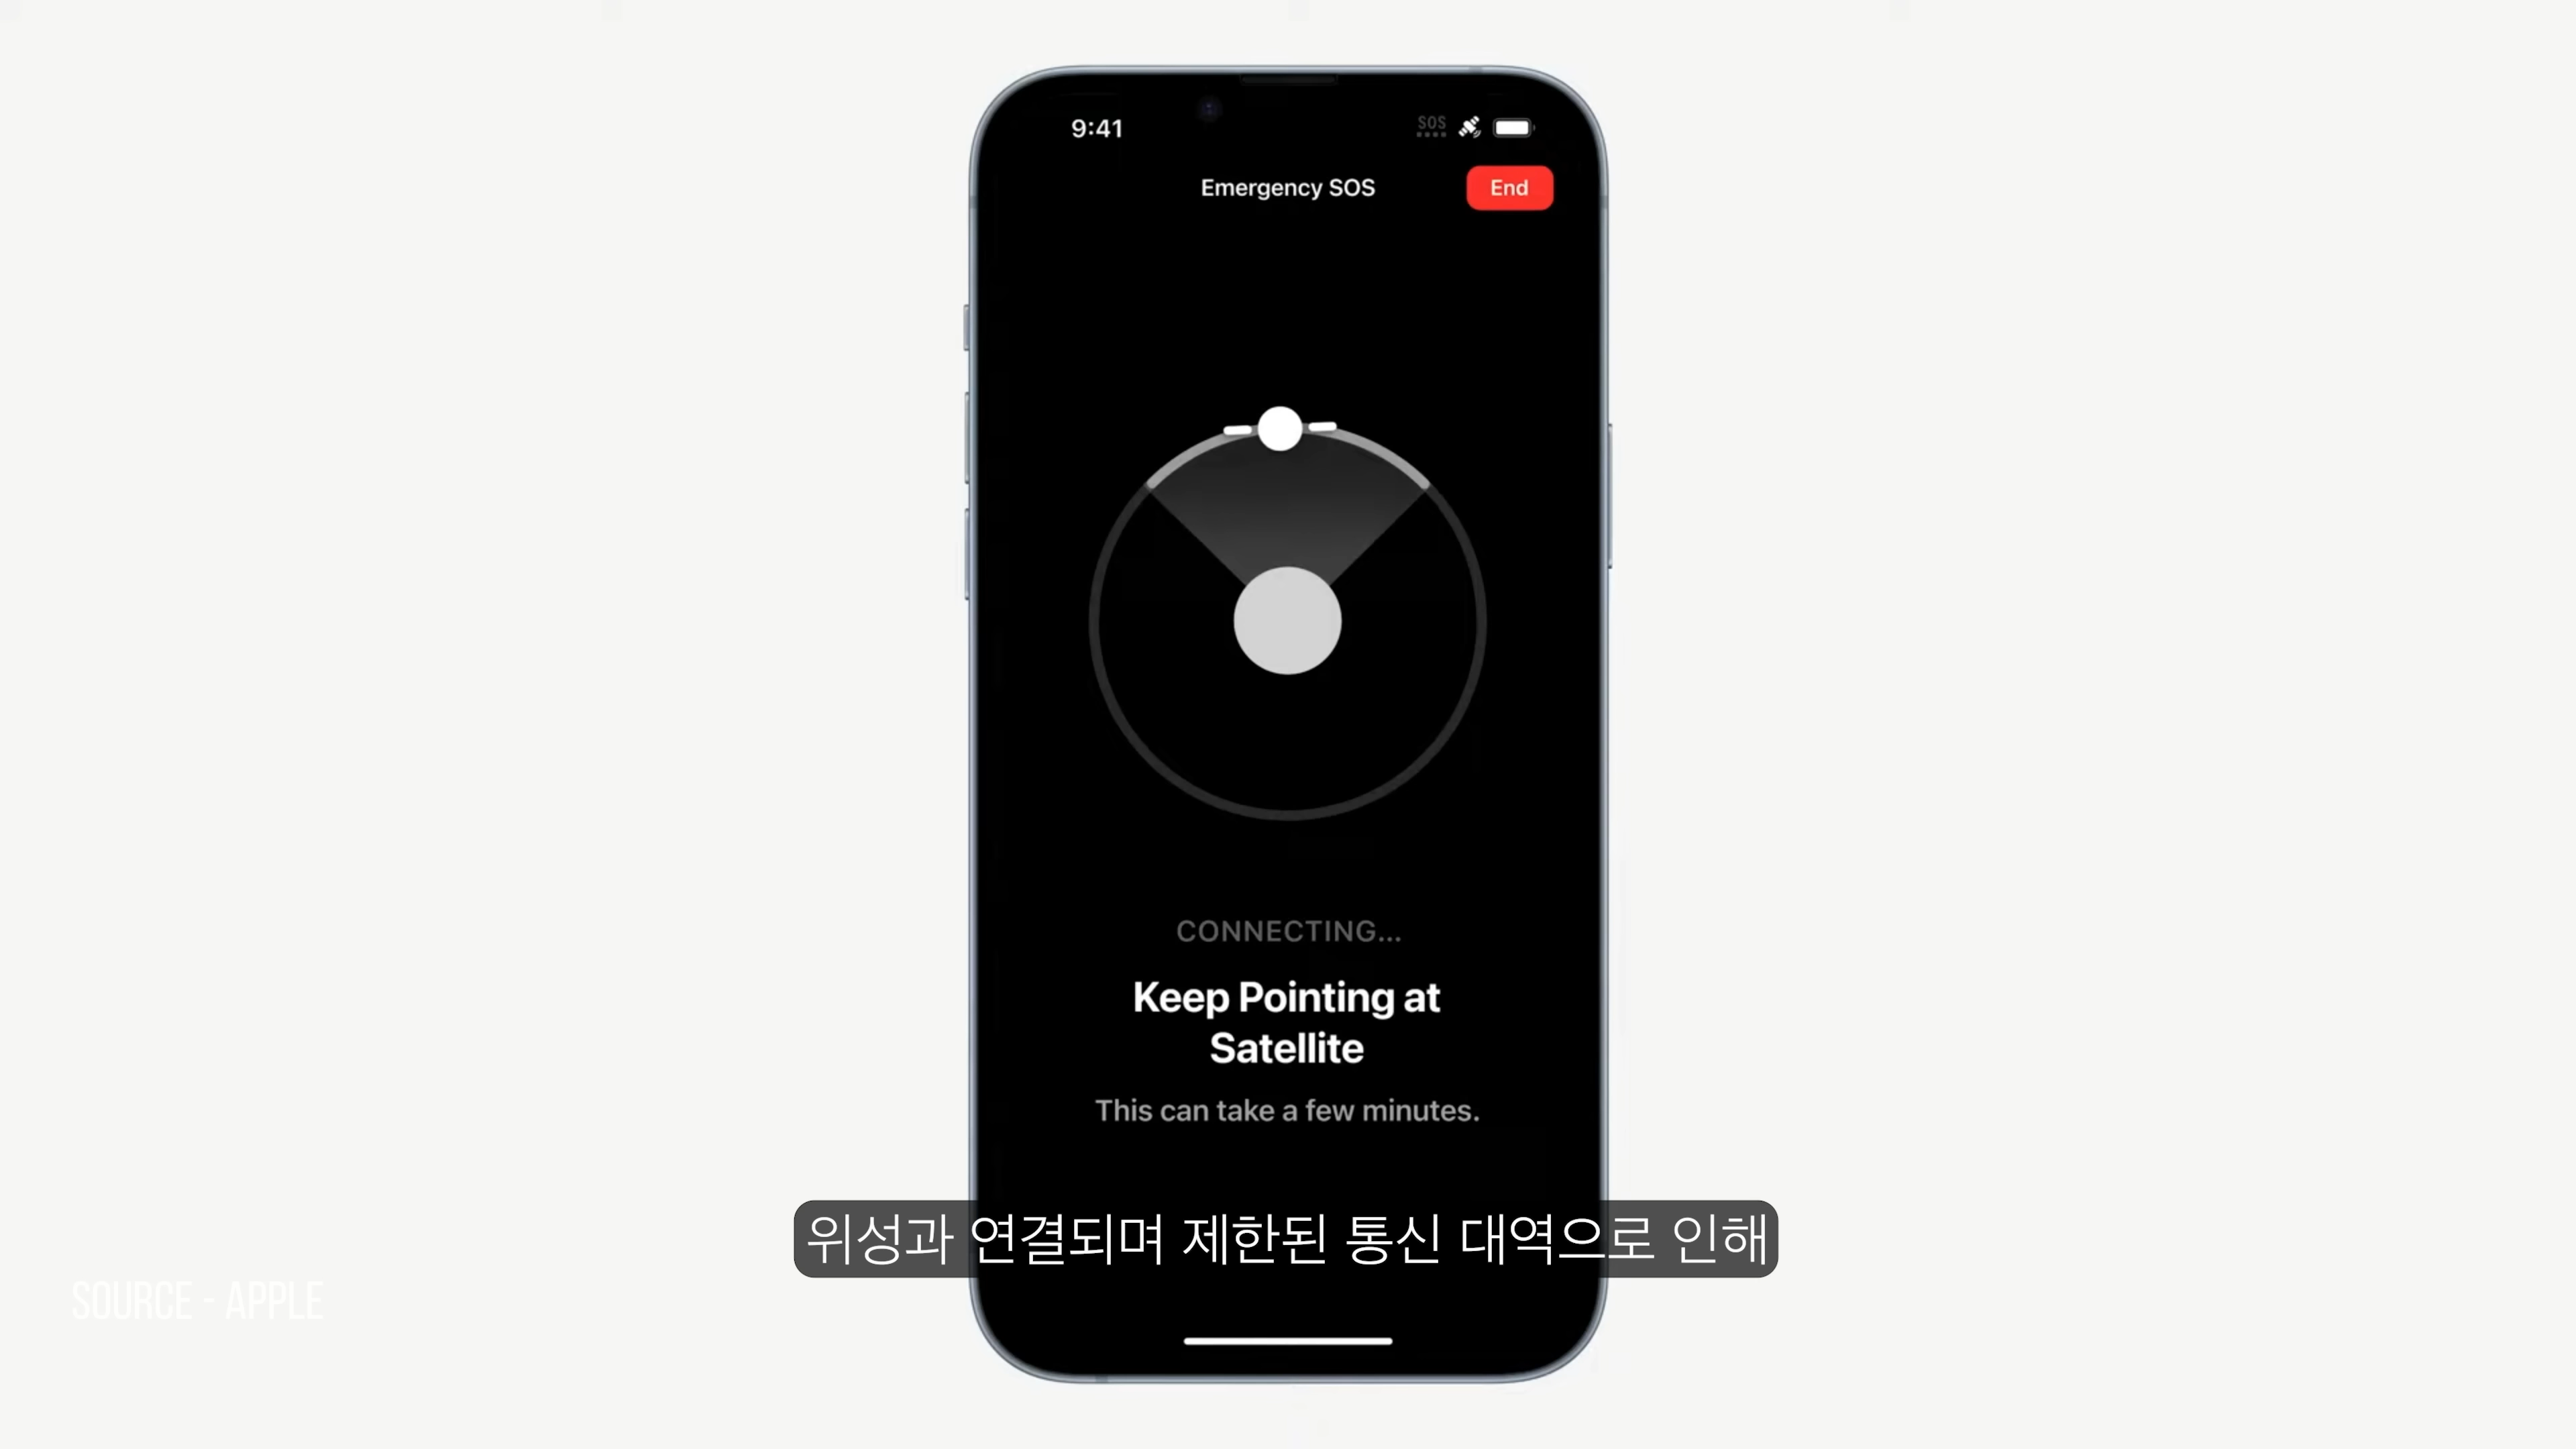 9:41
SOS
Emergency SOS
End
CONNECTING...
Keep Pointing at
Satellite
This can take a few minutes.
위성과 연결되며 제한된 통신 대역으로 인해
SOURCE - APPLE